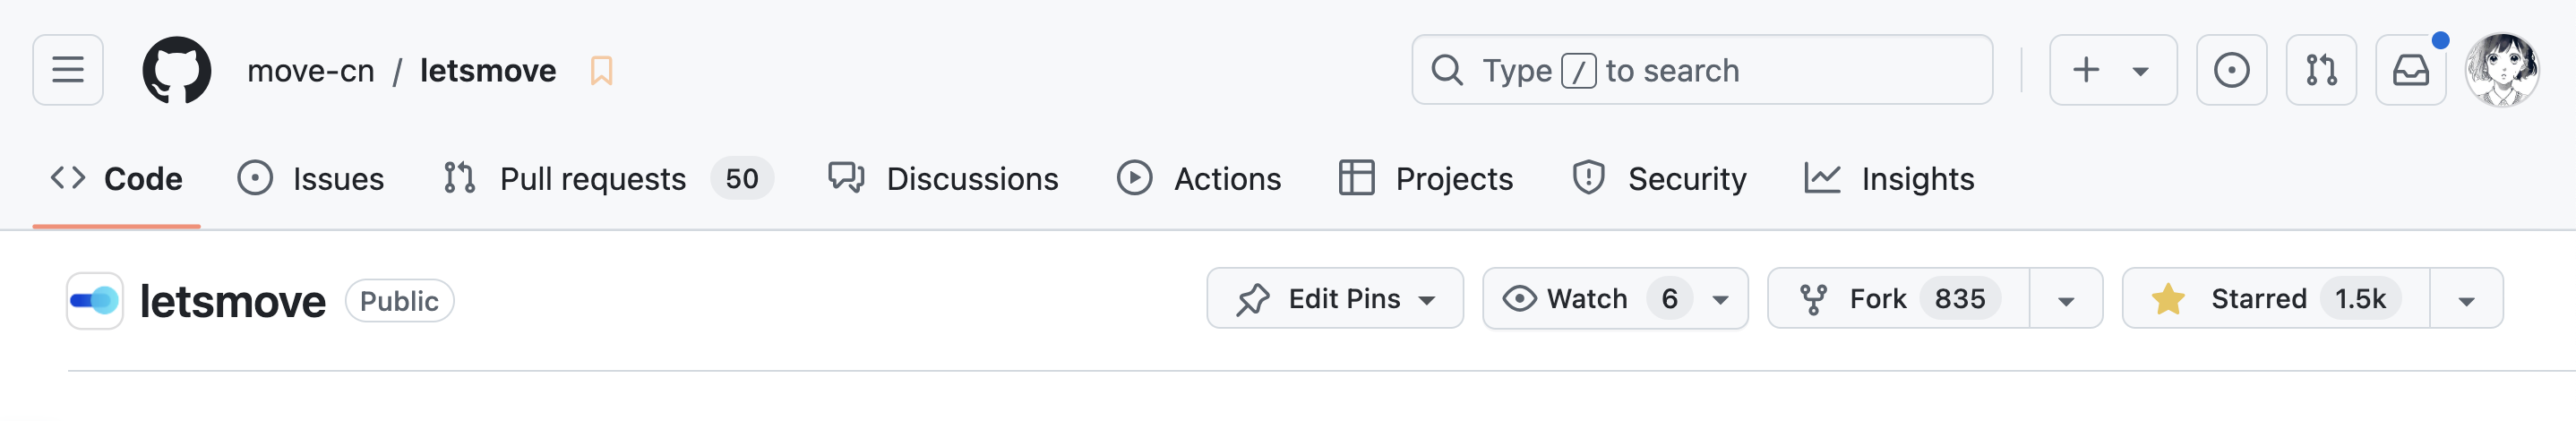 move-cn / letsmove Type / to search
Code Issues Pull requests 50 Discussions Actions Projects Security Insights
letsmove Public Edit Pins Watch 6 Fork 835 Starred 1.5k